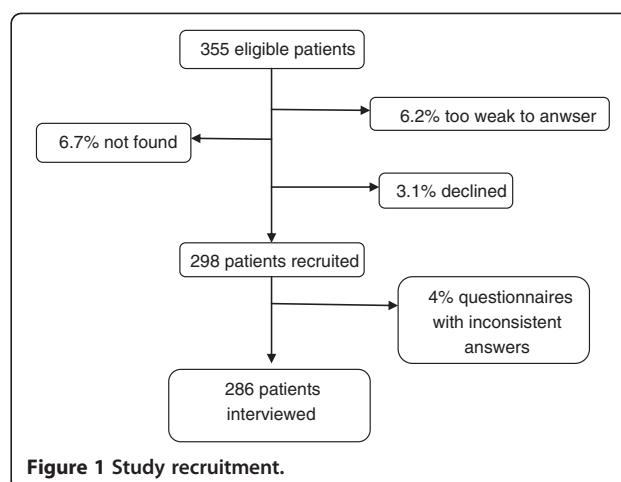 355 eligible patients
6.2% too weak to anwser
6.7% not found
3.1% declined
298 patients recruited
4% questionnaires
with inconsistent
answers
286 patients
interviewed
Figure 1 Study recruitment.